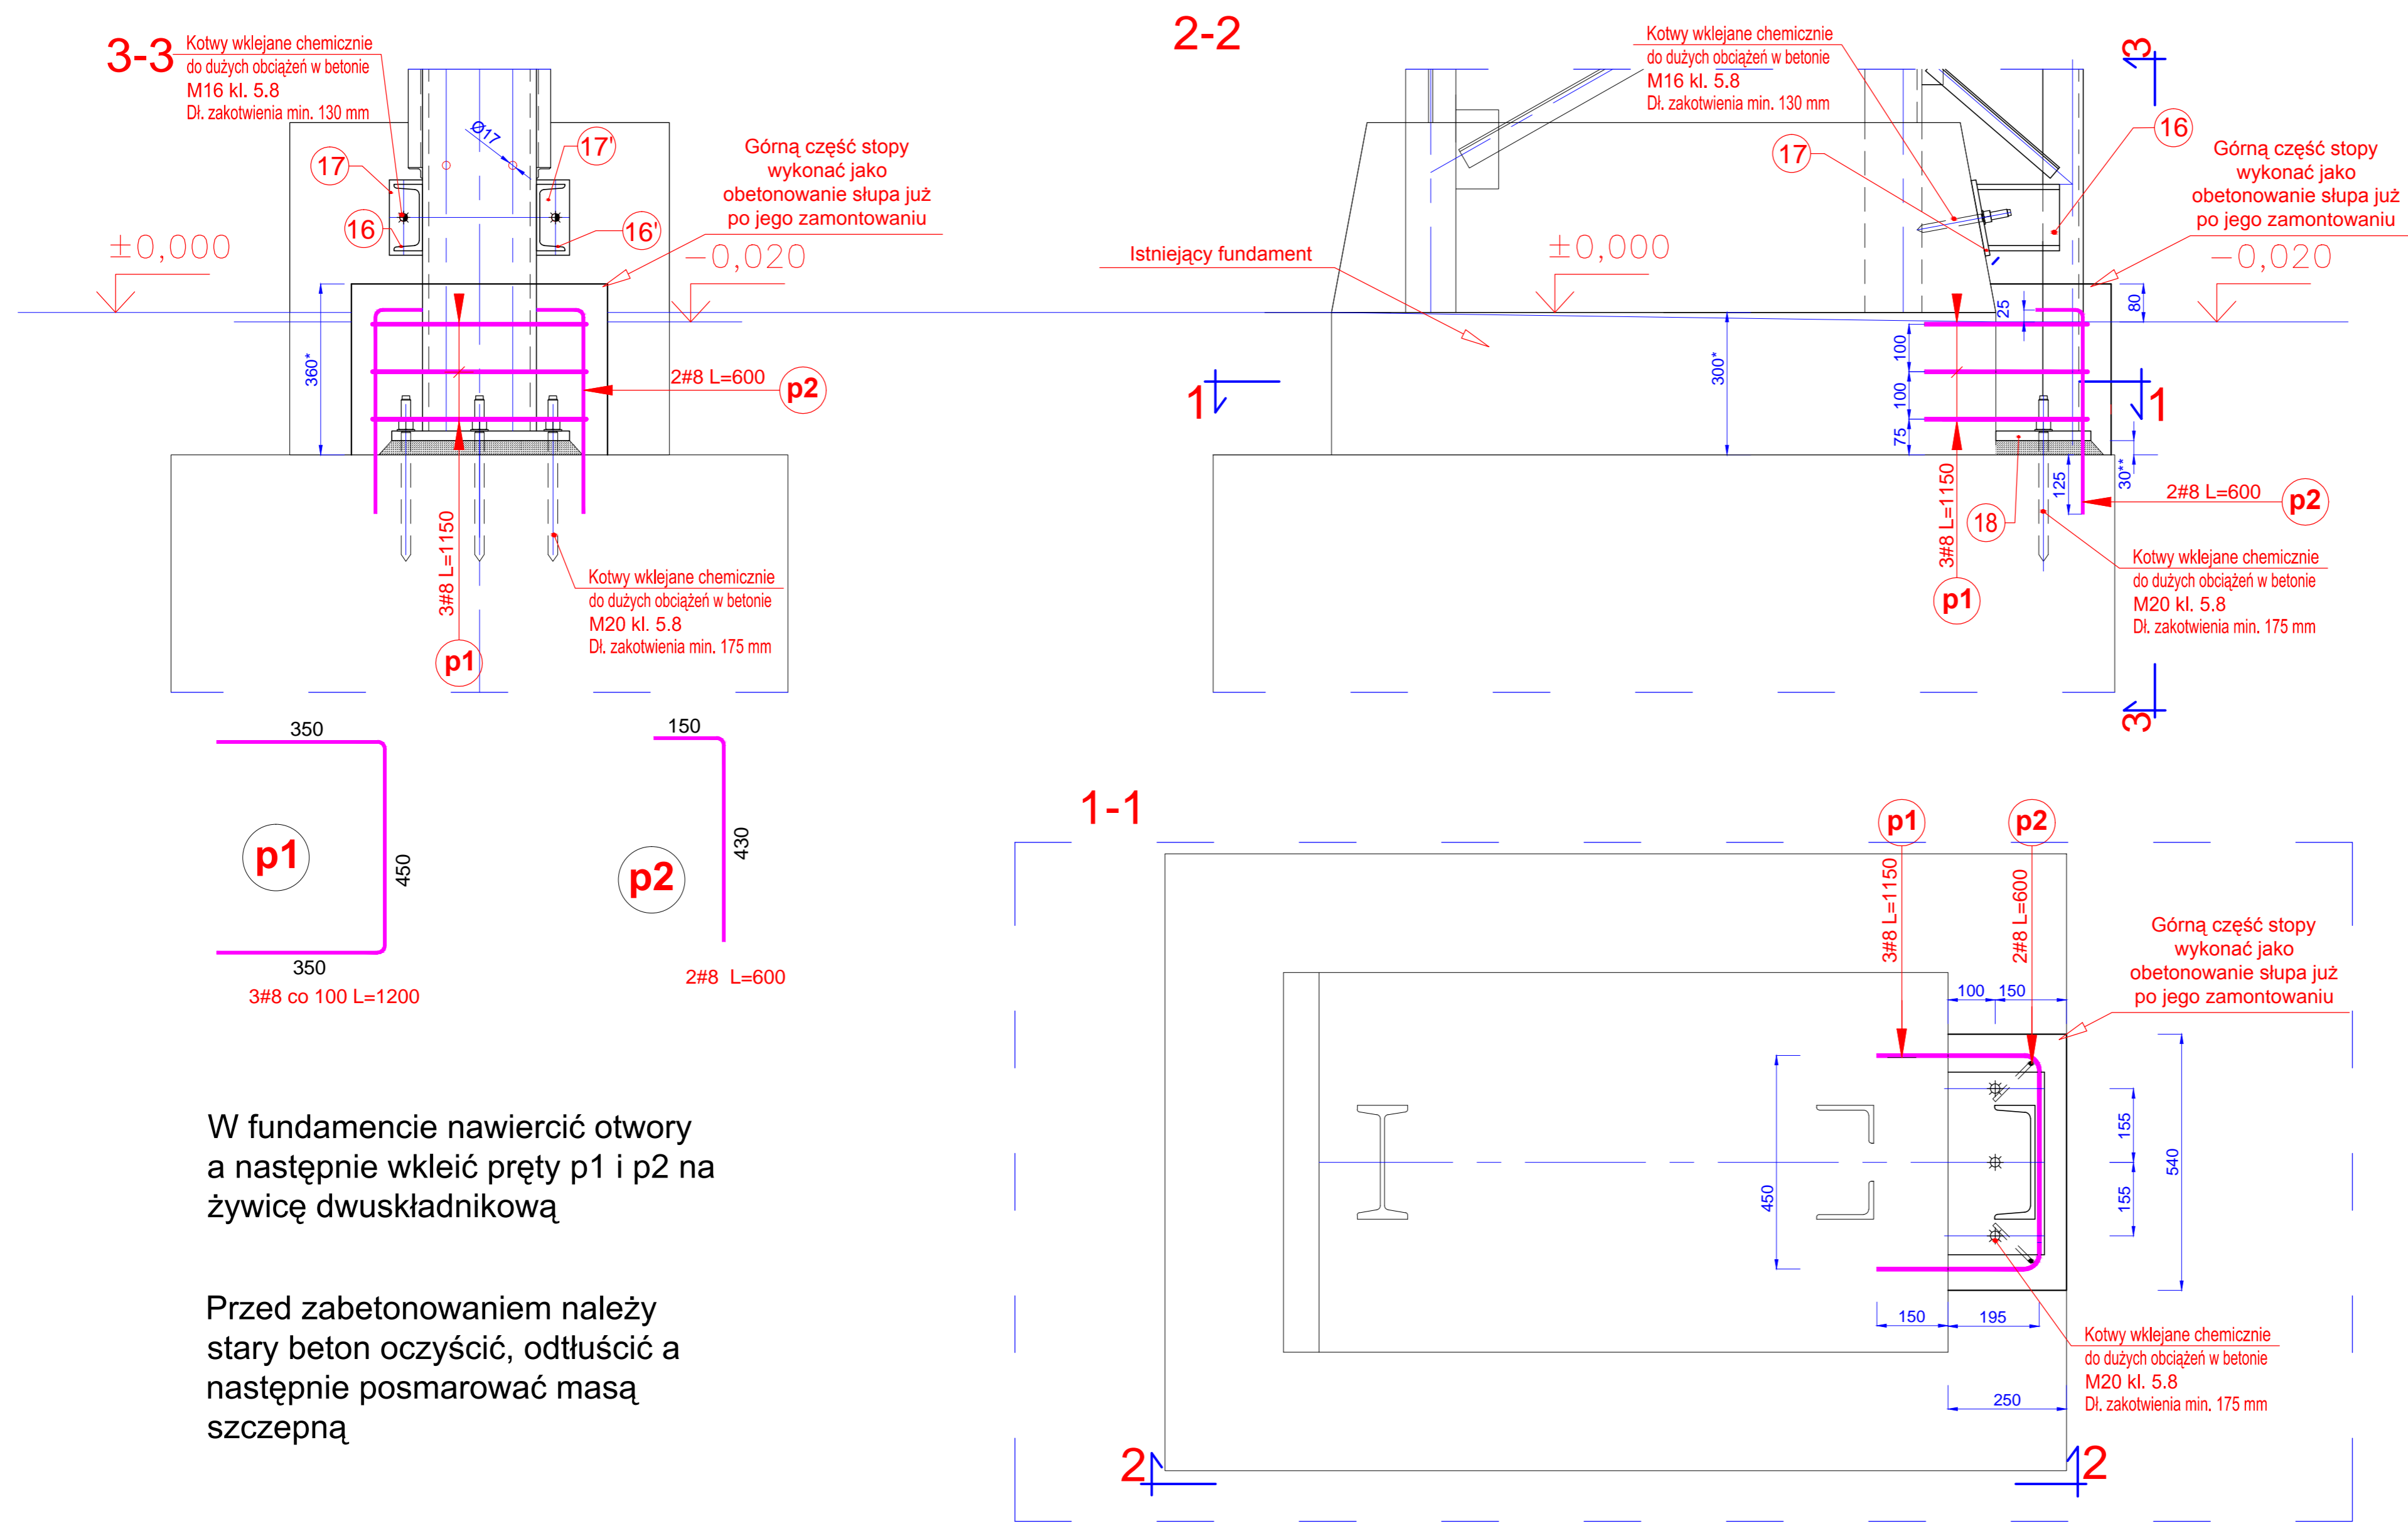 3-3
Kotwy wklejane chemicznie
do dużych obciążeń w betonie
M16 kl. 5.8
Dł. zakotwienia min. 130 mm
Ø17
17
17'
16
16'
Górną część stopy
wykonać jako
obetonowanie słupa już
po jego zamontowaniu
±0,000
-0,020
360*
2#8 L=600
p2
3#8 L=1150
p1
Kotwy wklejane chemicznie
do dużych obciążeń w betonie
M20 kl. 5.8
Dł. zakotwienia min. 175 mm
2-2
Kotwy wklejane chemicznie
do dużych obciążeń w betonie
M16 kl. 5.8
Dł. zakotwienia min. 130 mm
3
16
17
Górną część stopy
wykonać jako
obetonowanie słupa już
po jego zamontowaniu
Istniejący fundament
±0,000
-0,020
25
80
100
100
75
300*
1
1
125
30**
3#8 L=1150
p1
18
2#8 L=600
p2
Kotwy wklejane chemicznie
do dużych obciążeń w betonie
M20 kl. 5.8
Dł. zakotwienia min. 175 mm
3
350
450
350
p1
3#8 co 100 L=1200
150
430
p2
2#8 L=600
W fundamencie nawiercić otwory
a następnie wkleić pręty p1 i p2 na
żywicę dwuskładnikową
Przed zabetonowaniem należy
stary beton oczyścić, odtłuścić a
następnie posmarować masą
szczepną
1-1
p1
p2
3#8 L=1150
2#8 L=600
Górną część stopy
wykonać jako
obetonowanie słupa już
po jego zamontowaniu
100
150
450
155
155
540
150
195
250
Kotwy wklejane chemicznie
do dużych obciążeń w betonie
M20 kl. 5.8
Dł. zakotwienia min. 175 mm
2
2